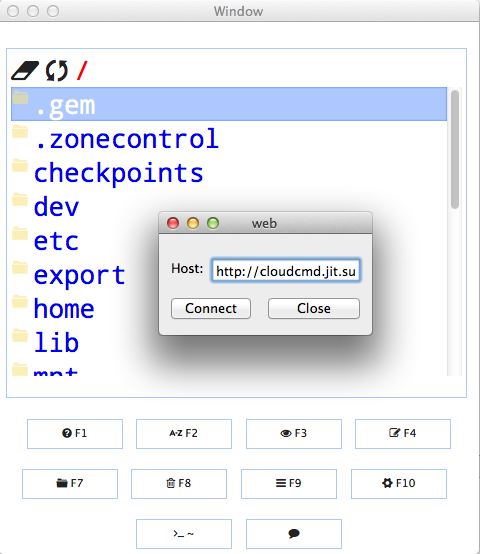 Window
/
.gem
.zonecontrol
checkpoints
dev
etc
export
home
lib
mnt
web
Host: http://cloudcmd.jit.su
Connect Close
F1 A-Z F2 F3 F4
F7 F8 F9 F10
>_ ~